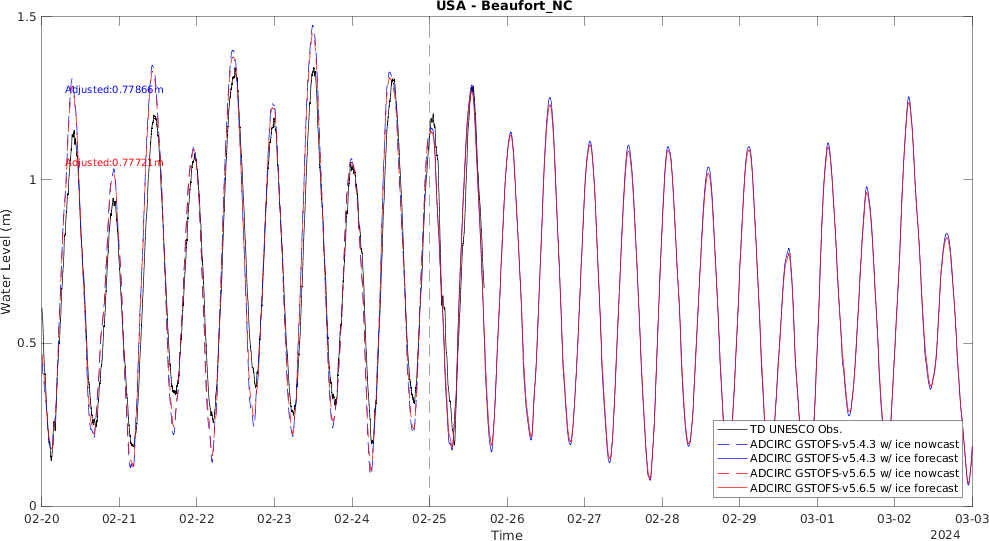 USA - Beaufort_NC
1.5
Adjusted:0.77866m
Adjusted:0.77721m
1
Water Level (m)
0.5
TD UNESCO Obs.
ADCIRC GSTOFS-v5.4.3 w/ ice nowcast
ADCIRC GSTOFS-v5.4.3 w/ ice forecast
ADCIRC GSTOFS-v5.6.5 w/ ice nowcast
ADCIRC GSTOFS-v5.6.5 w/ ice forecast
0
02-20 02-21 02-22 02-23 02-24 02-25 02-26 02-27 02-28 02-29 03-01 03-02 03-03
Time 2024